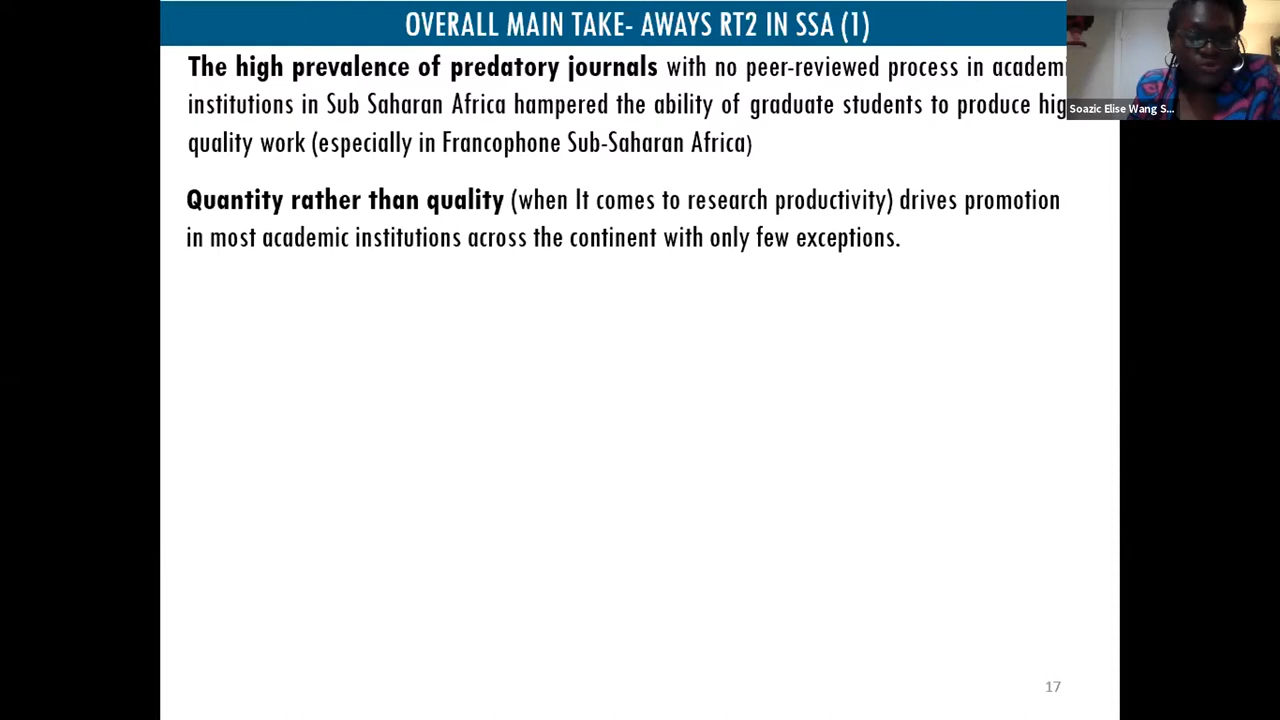 OVERALL MAIN TAKE- AWAYS RT2 IN SSA (1)
The high prevalence of predatory journals with no peer-reviewed process in academi
institutions in Sub Saharan Africa hampered the ability of graduate students to produce hig
quality work (especially in Francophone Sub-Saharan Africa)
Quantity rather than quality (when It comes to research productivity) drives promotion
in most academic institutions across the continent with only few exceptions.
Soazic Elise Wang S...
17